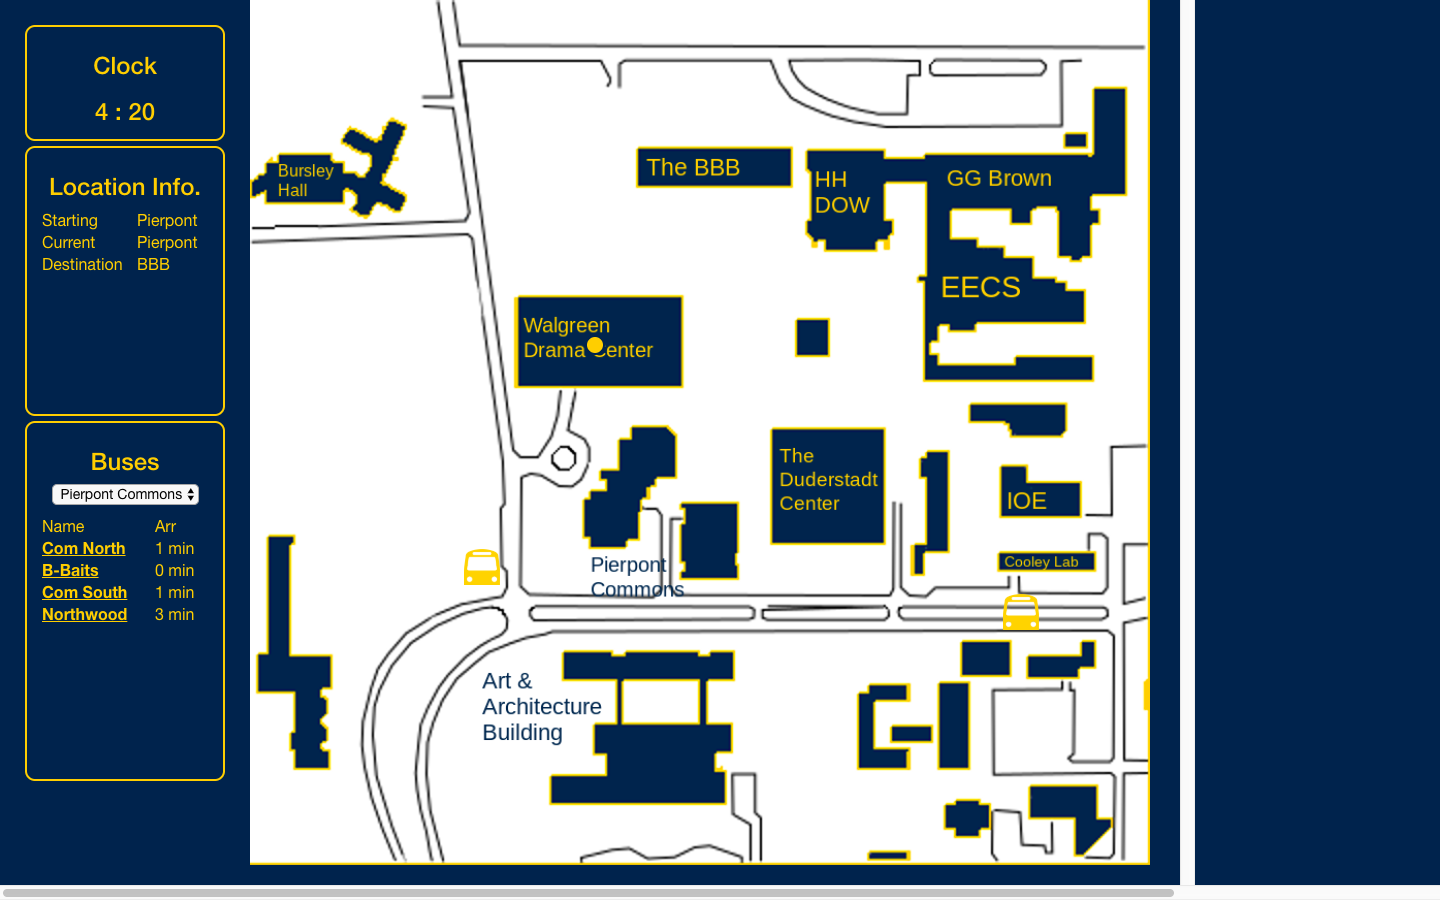 Clock
4 : 20
Location Info.
Starting Pierpont
Current Pierpont
Destination BBB
Buses
Pierpont Commons
Name Arr
Com North 1 min
B-Baits 0 min
Com South 1 min
Northwood 3 min
Bursley
Hall
The BBB
HH
DOW
GG Brown
EECS
Walgreen
Drama Center
The
Duderstadt
Center
IOE
Cooley Lab
Pierpont
Commons
Art &
Architecture
Building